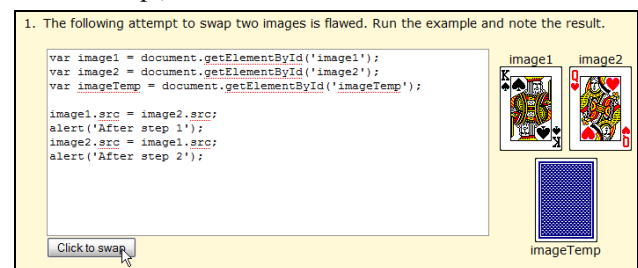 1. The following attempt to swap two images is flawed. Run the example and note the result.
var image1 = document.getElementById('image1');
var image2 = document.getElementById('image2');
var imageTemp = document.getElementById('imageTemp');
image1.src = image2.src;
alert('After step 1');
image2.src = image1.src;
alert('After step 2');
image1 image2
K Q
K Q
imageTemp
Click to swap